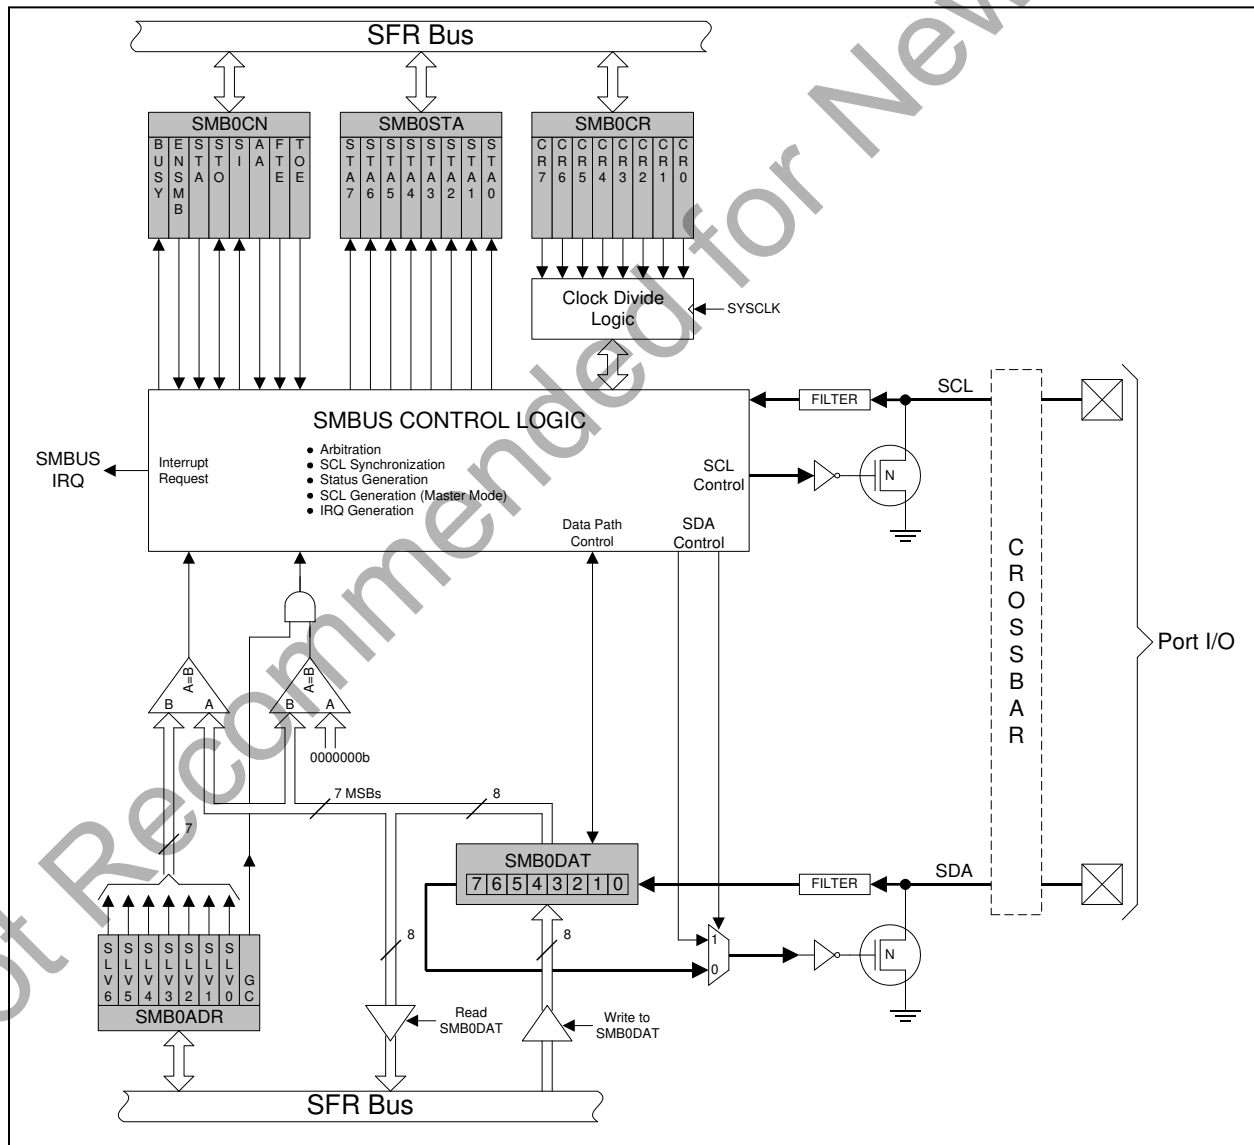 SFR Bus
SMB0CN
BUSY
ENSMB
STA
STO
SI
AA
FTE
TOE
SMB0STA
STA7
STA6
STA5
STA4
STA3
STA2
STA1
STA0
SMB0CR
CR7
CR6
CR5
CR4
CR3
CR2
CR1
CR0
Clock Divide
Logic
SYSCLK
SMBUS CONTROL LOGIC
● Arbitration
● SCL Synchronization
● Status Generation
● SCL Generation (Master Mode)
● IRQ Generation
SMBUS
IRQ
Interrupt
Request
SCL
Control
Data Path
Control
SDA
Control
FILTER
SCL
N
CROSSBAR
Port I/O
A=B
B A
A=B
B A
0000000b
7 MSBs
8
7
SMB0DAT
7 6 5 4 3 2 1 0
FILTER
SDA
1
0
N
8
8
SLV6
SLV5
SLV4
SLV3
SLV2
SLV1
SLV0
GC
SMB0ADR
Read
SMB0DAT
Write to
SMB0DAT
SFR Bus
ot Recommended for New